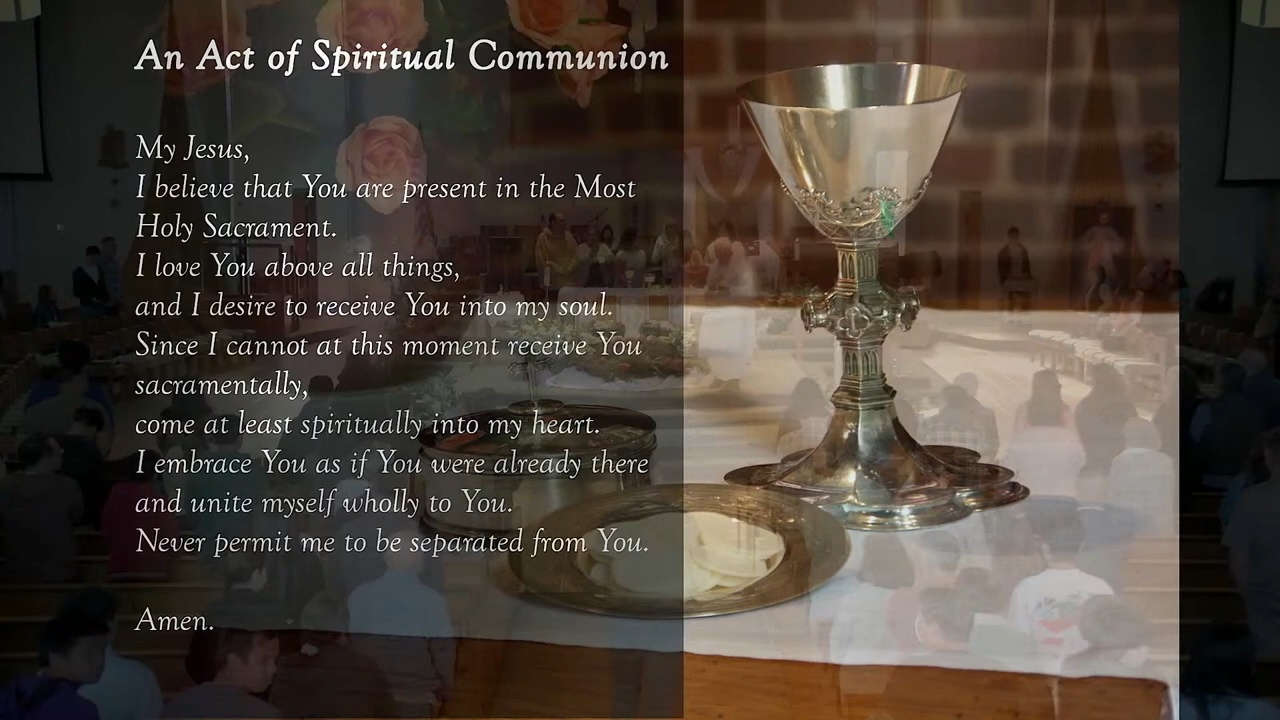 An Act of Spiritual Communion
My Jesus,
I believe that You are present in the Most
Holy Sacrament.
I love You above all things,
and I desire to receive You into my soul.
Since I cannot at this moment receive You
sacramentally,
come at least spiritually into my heart.
I embrace You as if You were already there
and unite myself wholly to You.
Never permit me to be separated from You.
Amen.